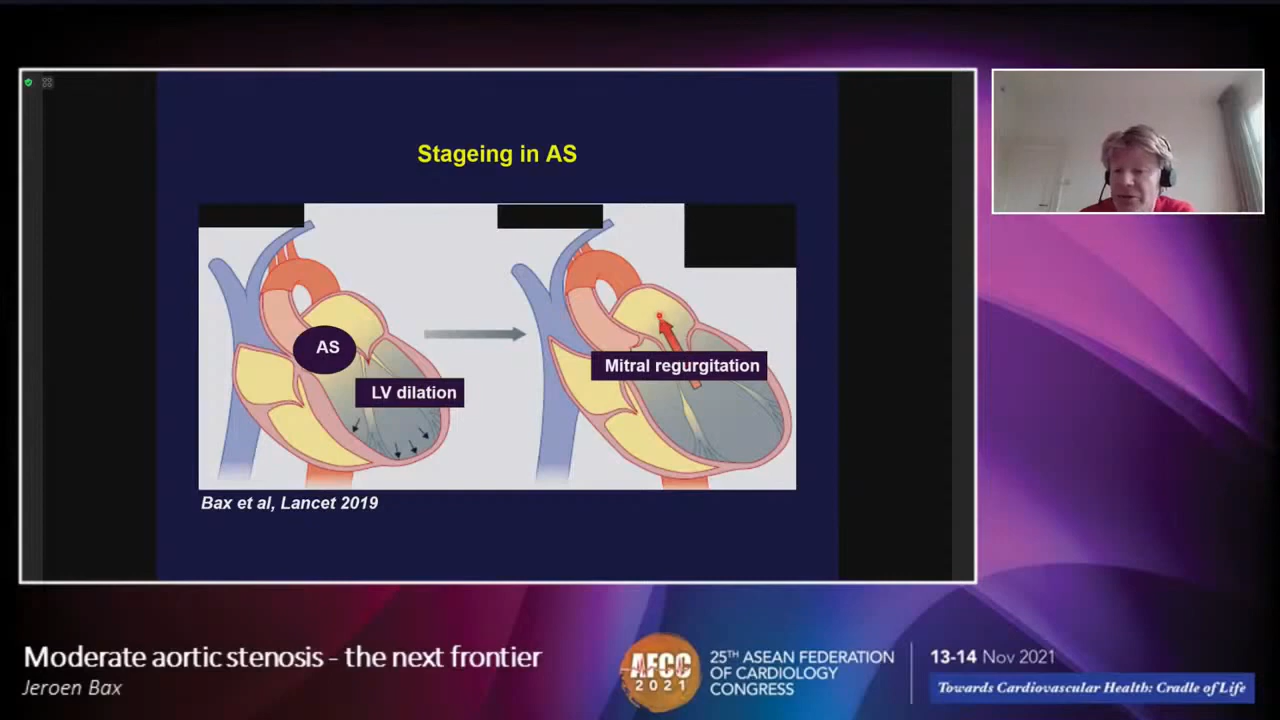 Stageing in AS
AS
LV dilation
Mitral regurgitation
Bax et al, Lancet 2019
Moderate aortic stenosis - the next frontier
Jeroen Bax
AFCC
2021
25TH ASEAN FEDERATION
OF CARDIOLOGY
CONGRESS
13-14 Nov 2021
Towards Cardiovascular Health: Cradle of Life